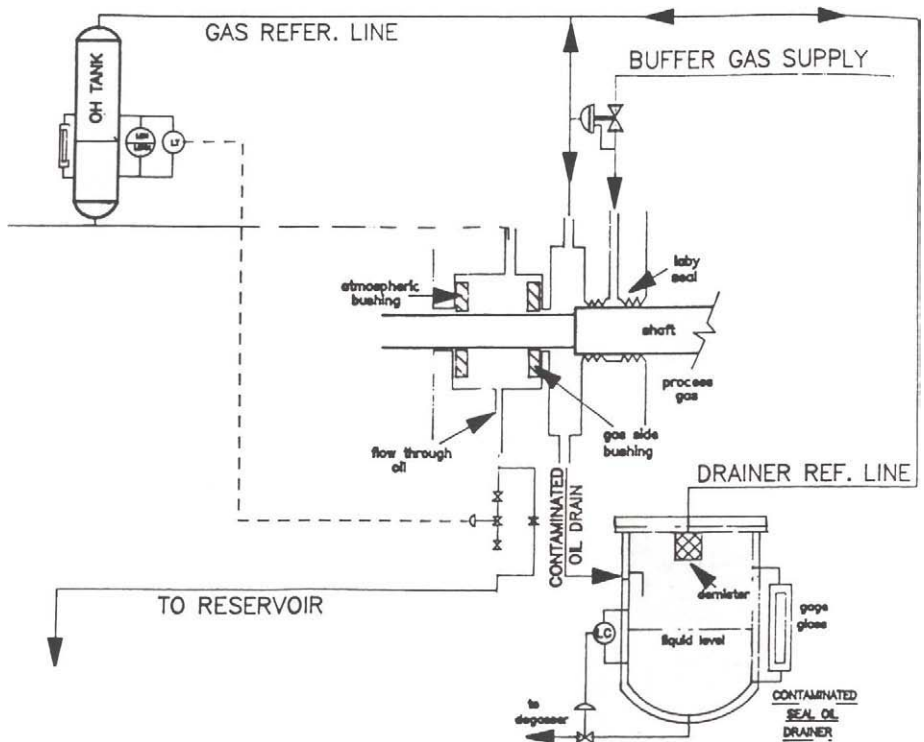 GAS REFER. LINE
BUFFER GAS SUPPLY
OH TANK
LT
atmospheric
bushing
laby
seal
shaft
process
gas
flow through
oil
gas side
bushing
CONTAMINATED
OIL DRAIN
DRAINER REF. LINE
TO RESERVOIR
demister
gage
glass
LC
liquid level
to
degasser
CONTAMINATED
SEAL OIL
DRAINER